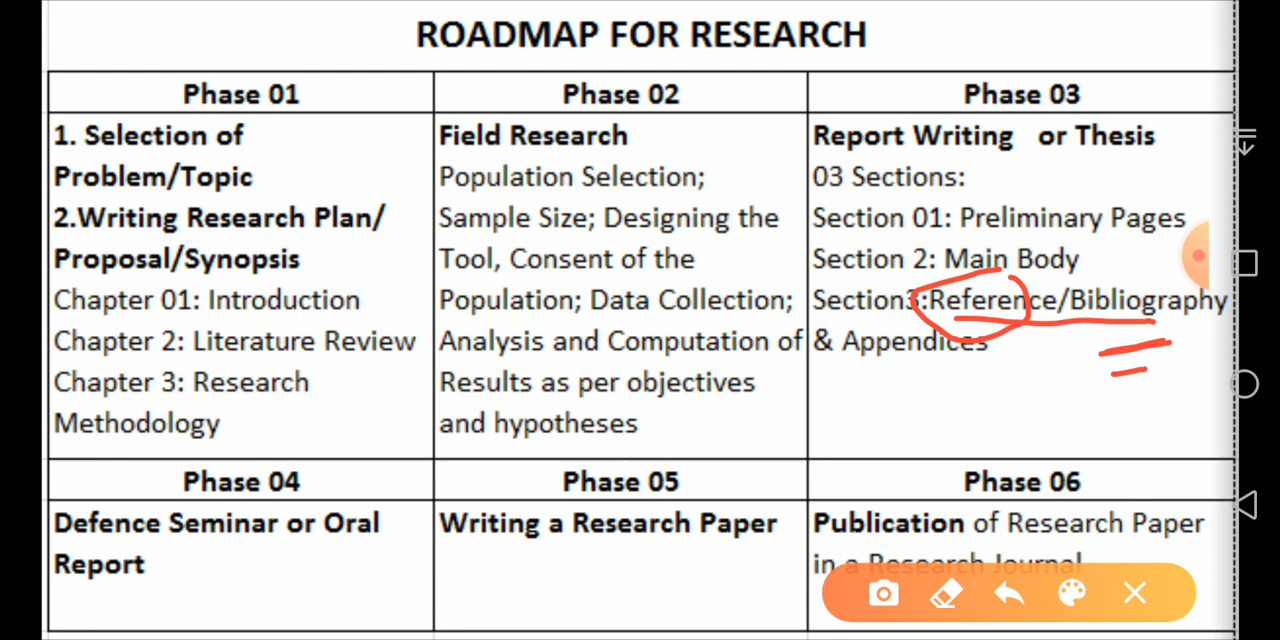 ROADMAP FOR RESEARCH
Phase 01
Phase 02
Phase 03
1. Selection of
Problem/Topic
2.Writing Research Plan/
Proposal/Synopsis
Chapter 01: Introduction
Chapter 2: Literature Review
Chapter 3: Research
Methodology
Field Research
Population Selection;
Sample Size; Designing the
Tool, Consent of the
Population; Data Collection;
Analysis and Computation of
Results as per objectives
and hypotheses
Report Writing or Thesis
03 Sections:
Section 01: Preliminary Pages
Section 2: Main Body
Section3:Reference/Bibliography
& Appendices
Phase 04
Phase 05
Phase 06
Defence Seminar or Oral
Report
Writing a Research Paper
Publication of Research Paper
in a Research Journal